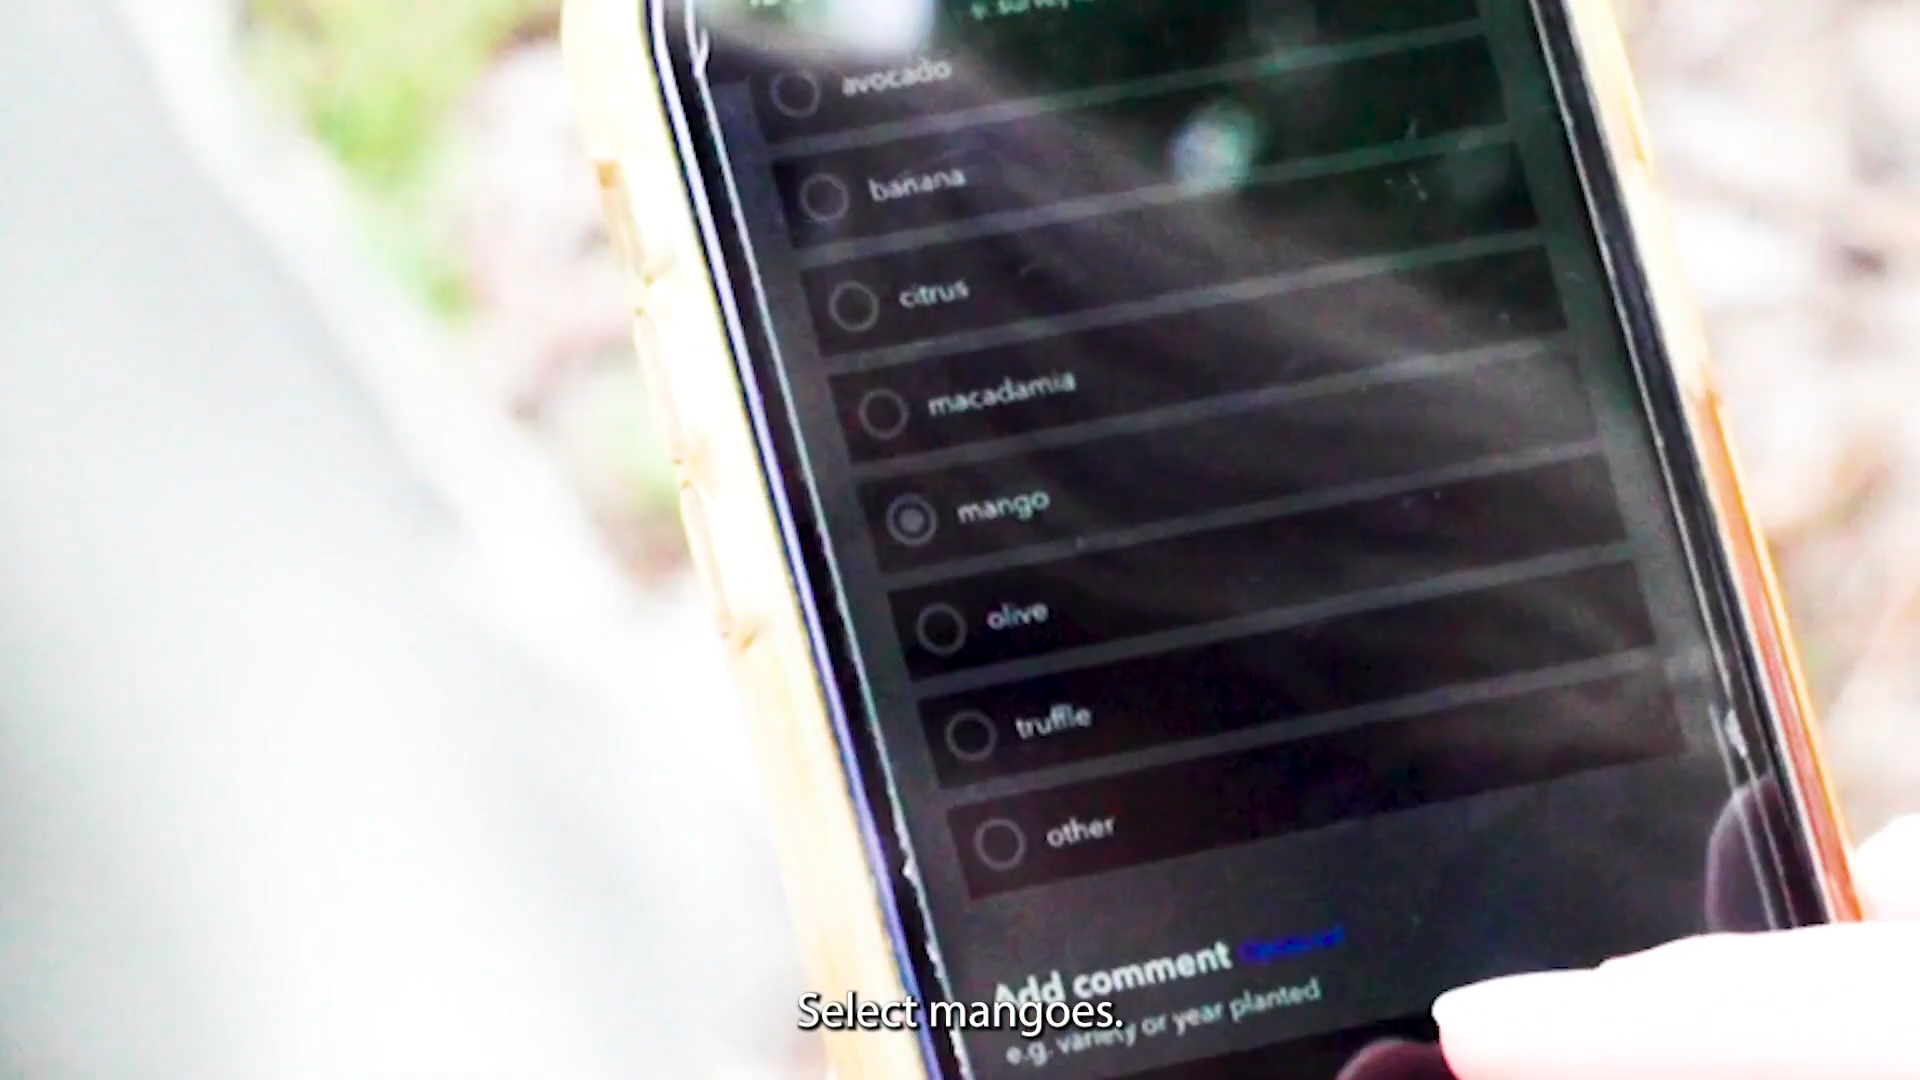 avocado
banana
citrus
macadamia
mango
olive
truffle
other
Add comment
e.g. variety or year planted
Select mangoes.